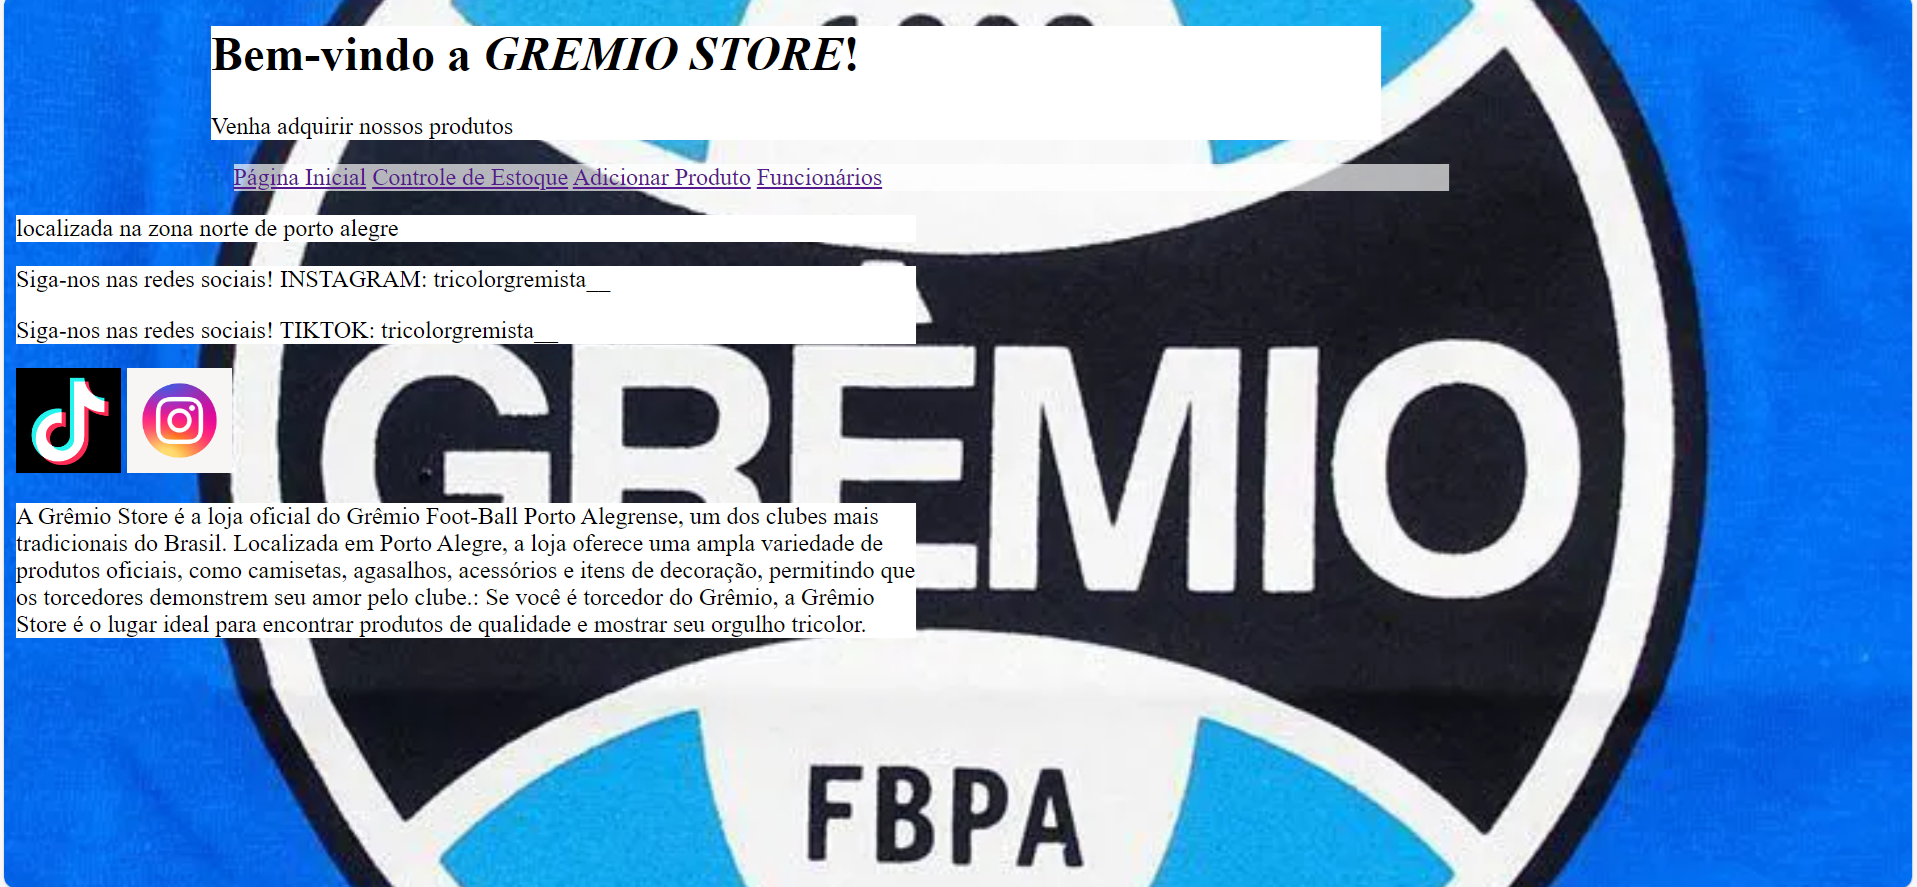 Bem-vindo a GREMIO STORE!
Venha adquirir nossos produtos
Página Inicial Controle de Estoque Adicionar Produto Funcionários
localizada na zona norte de porto alegre
Siga-nos nas redes sociais! INSTAGRAM: tricolorgremista__
Siga-nos nas redes sociais! TIKTOK: tricolorgremista__
GRÊMIO
A Grêmio Store é a loja oficial do Grêmio Foot-Ball Porto Alegrense, um dos clubes mais
tradicionais do Brasil. Localizada em Porto Alegre, a loja oferece uma ampla variedade de
produtos oficiais, como camisetas, agasalhos, acessórios e itens de decoração, permitindo que
os torcedores demonstrem seu amor pelo clube.: Se você é torcedor do Grêmio, a Grêmio
Store é o lugar ideal para encontrar produtos de qualidade e mostrar seu orgulho tricolor.
FBPA